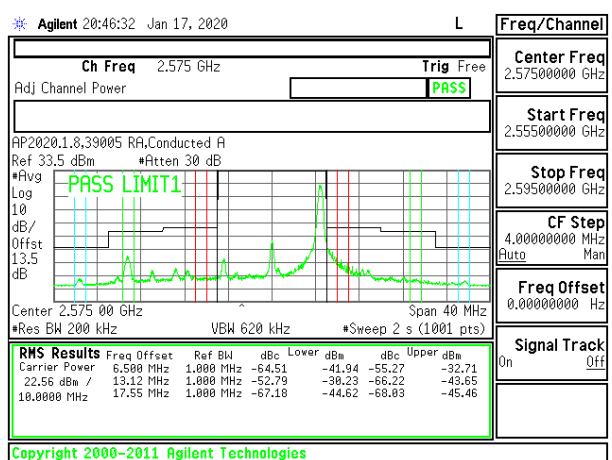 Agilent 20:46:32 Jan 17, 2020 L
Freq/Channel
Ch Freq 2.575 GHz Trig Free
Adj Channel Power PASS
AP2020.1.8,39005 RA,Conducted A
Ref 33.5 dBm #Atten 30 dB
#Avg
Log
10
dB/
Offst
13.5
dB
PASS LIMIT1
Center 2.575 00 GHz ^ Span 40 MHz
#Res BW 200 kHz VBW 620 kHz #Sweep 2 s (1001 pts)
RMS Results Freq Offset Ref BW dBc Lower dBm dBc Upper dBm
Carrier Power 6.500 MHz 1.000 MHz -64.51 -41.94 -55.27 -32.71
22.56 dBm / 13.12 MHz 1.000 MHz -52.79 -30.23 -66.22 -43.65
10.0000 MHz 17.55 MHz 1.000 MHz -67.18 -44.62 -68.03 -45.46
Center Freq
2.57500000 GHz
Start Freq
2.55500000 GHz
Stop Freq
2.59500000 GHz
CF Step
4.00000000 MHz
Auto Man
Freq Offset
0.00000000 Hz
Signal Track
On Off
Copyright 2000-2011 Agilent Technologies